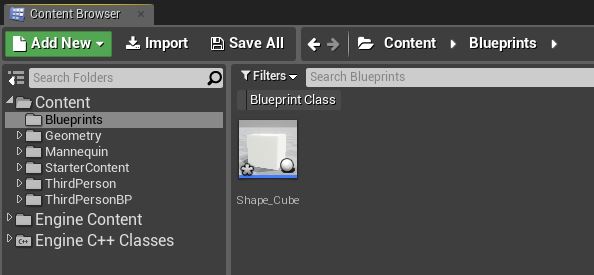 Content Browser
Add New Import Save All Content Blueprints
Search Folders
Filters Search Blueprints
Blueprint Class
Content
Blueprints
Geometry
Mannequin
StarterContent
ThirdPerson
ThirdPersonBP
Engine Content
C++ Engine C++ Classes
Shape_Cube